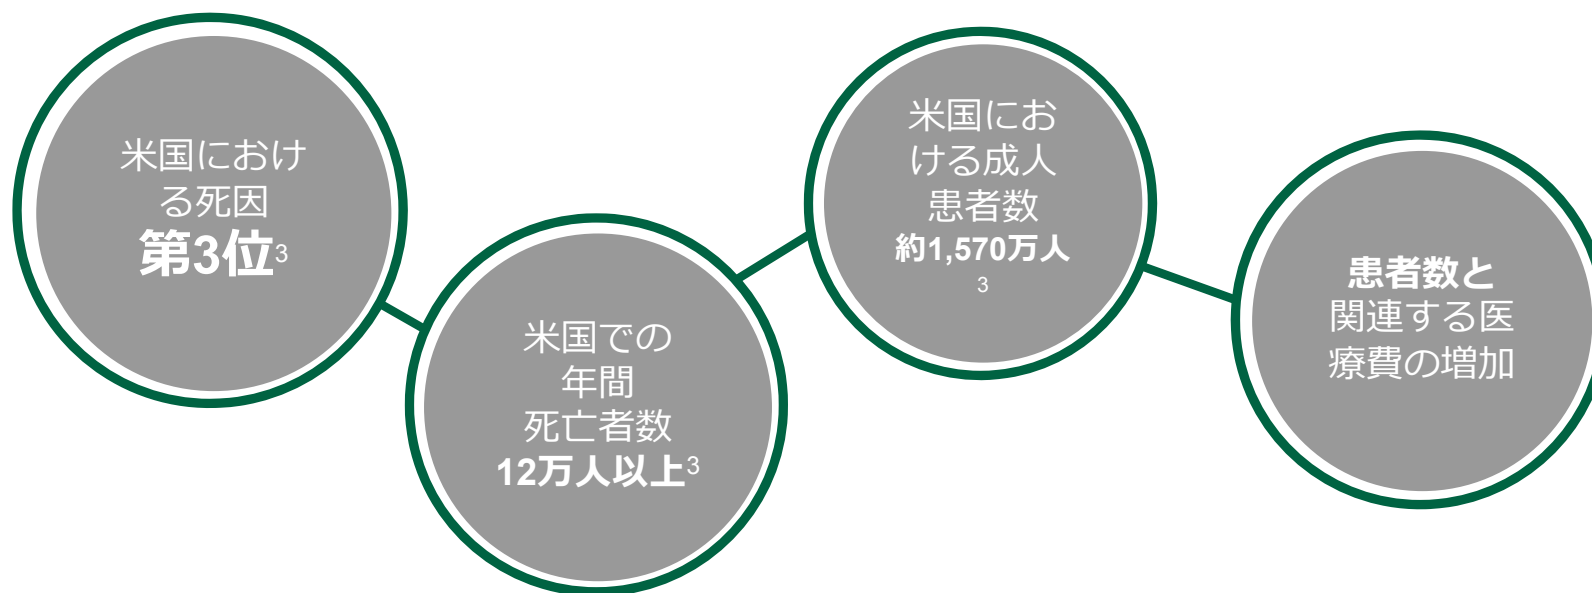 米国におけ
る死因
第3位3
米国での
年間
死亡者数
12万人以上3
米国にお
ける成人
患者数
約1,570万人
3
患者数と
関連する医
療費の増加